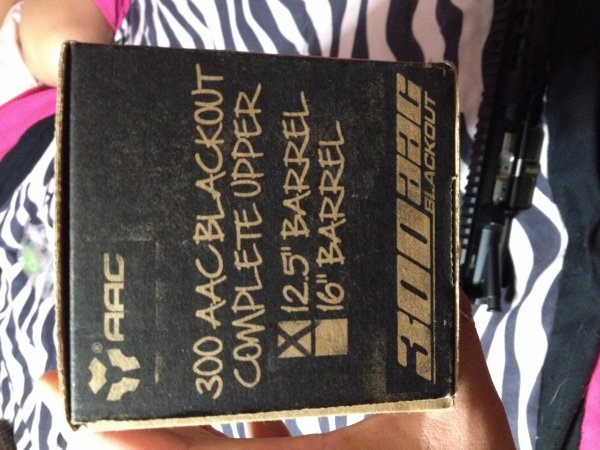 AAC
®
300 AAC BLACKOUT
COMPLETE UPPER
12.5" BARREL
16" BARREL
300 AAC
BLACKOUT